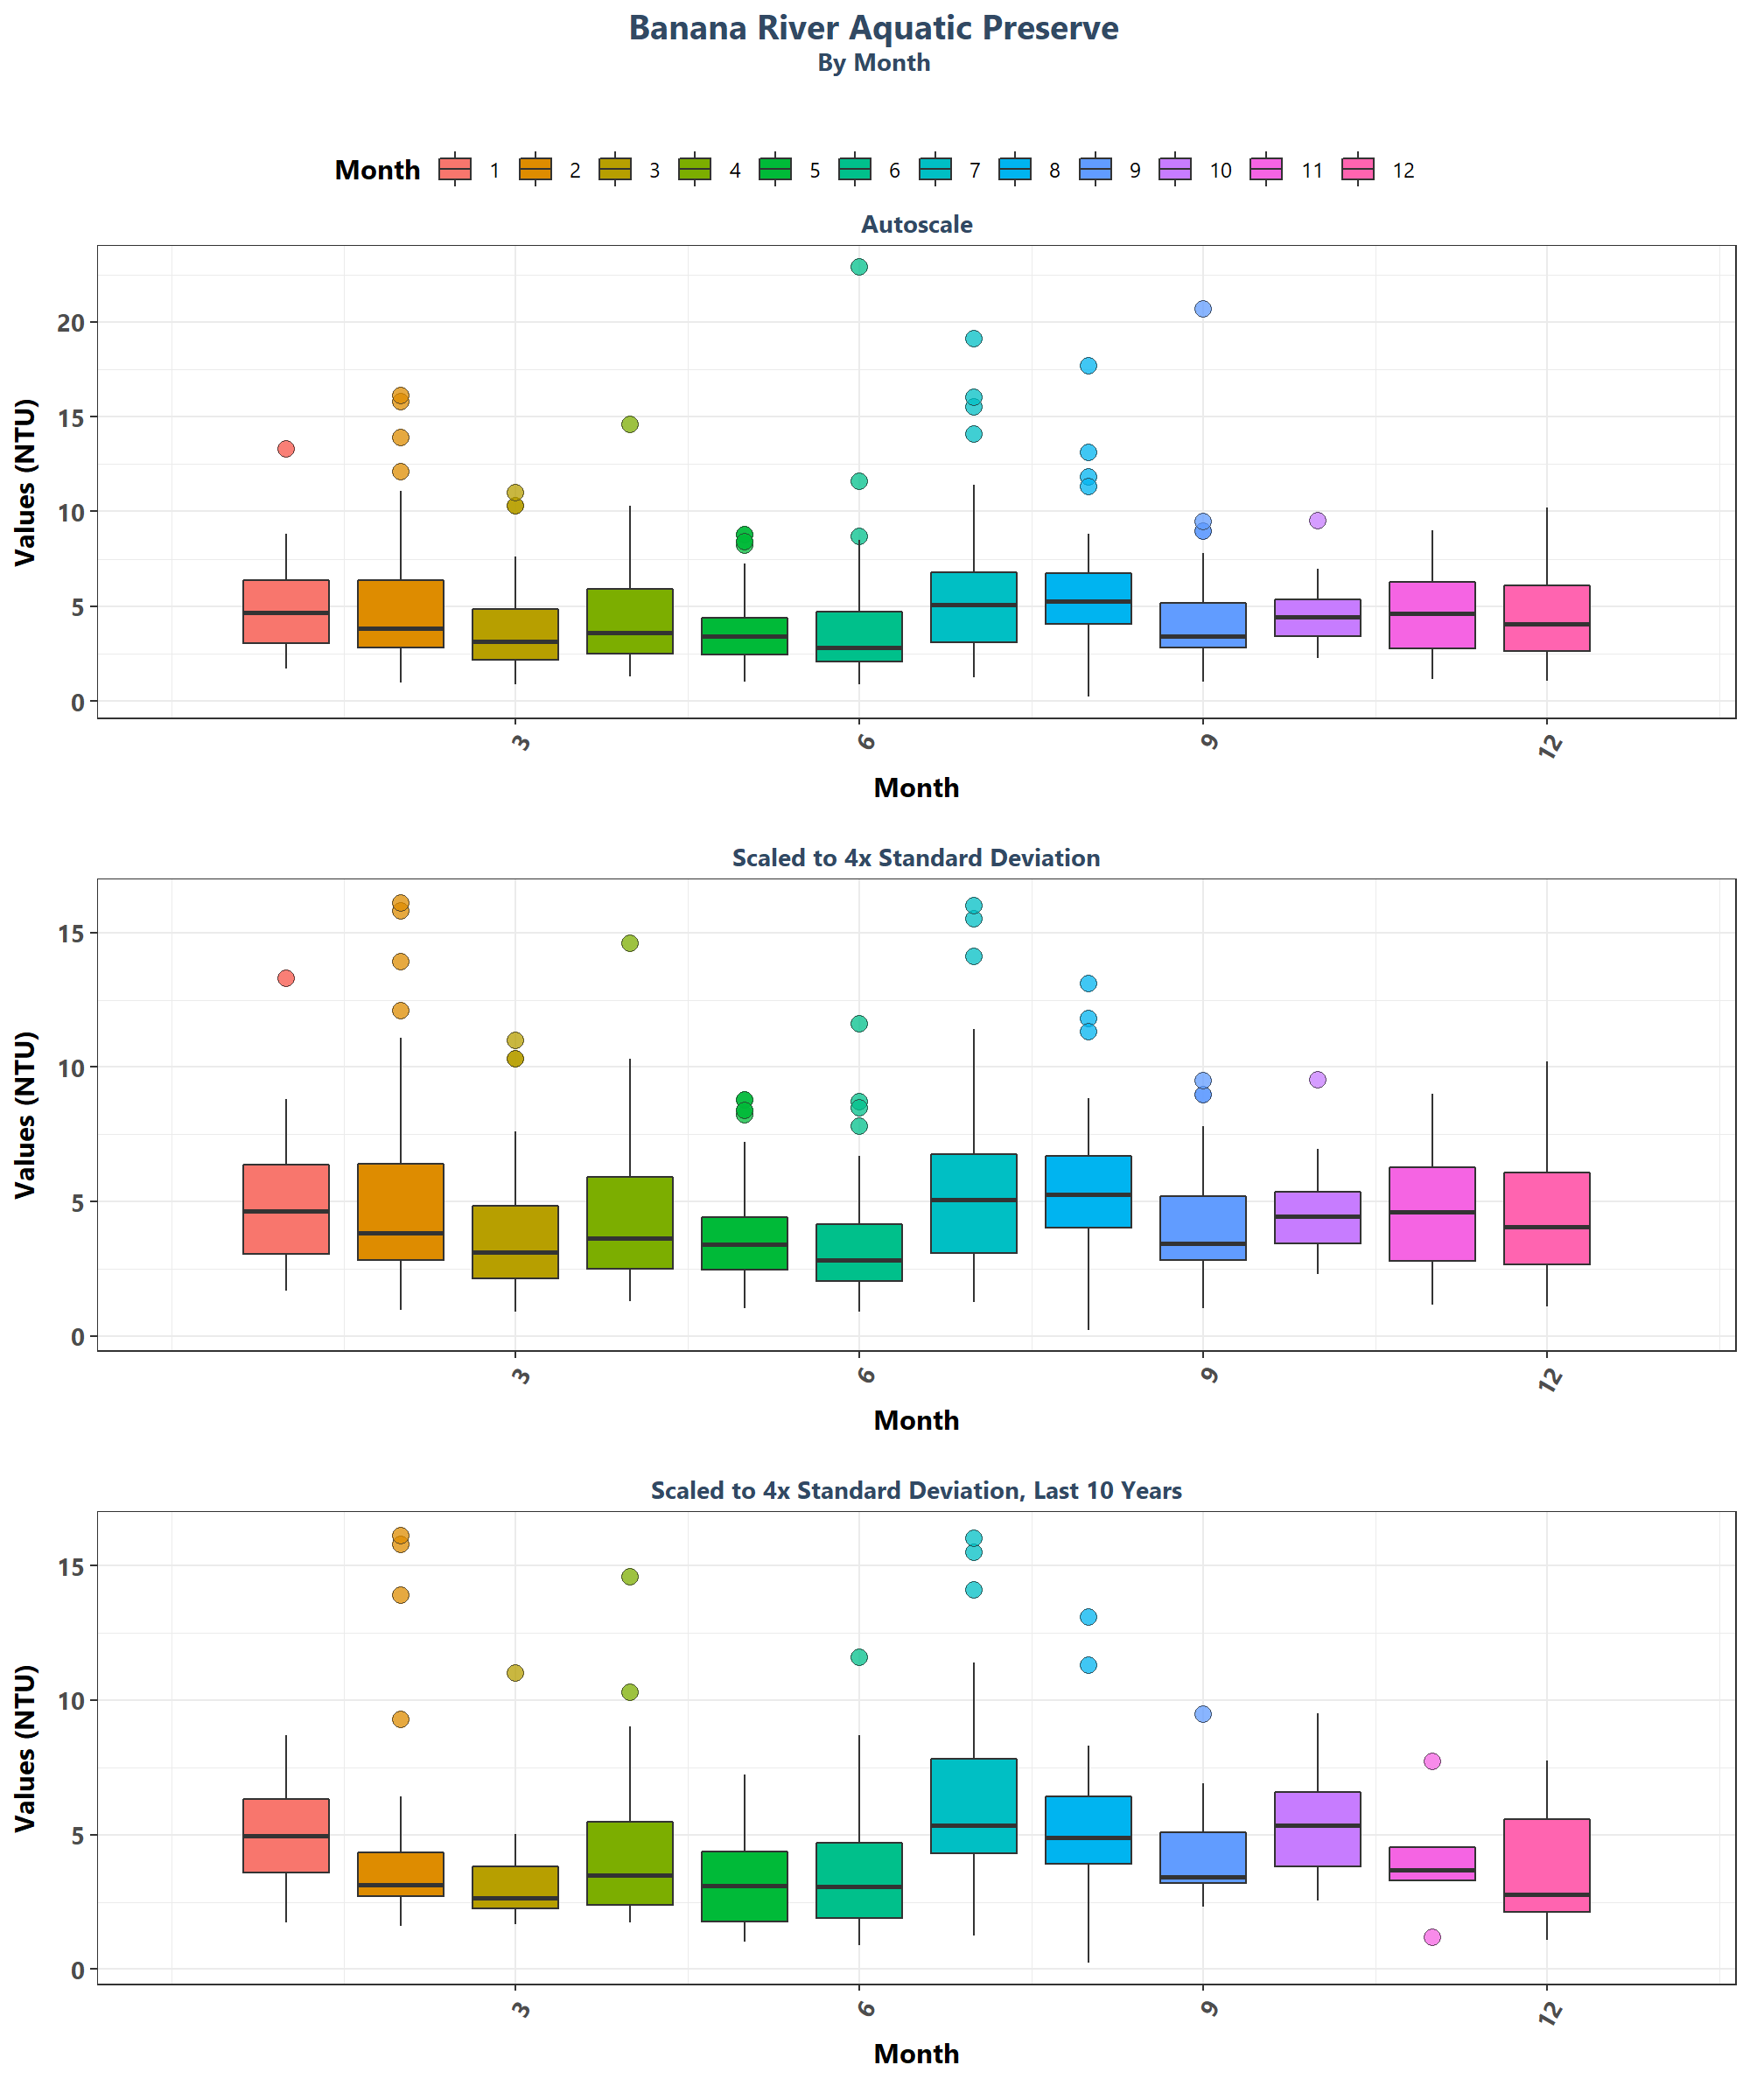 Banana River Aquatic Preserve
By Month
Month 1 2 3 4 5 6 7 8 9 10 11 12
Autoscale
Values (NTU)
20
15
10
5
0
3 6 9 12
Month
Scaled to 4x Standard Deviation
Values (NTU)
15
10
5
0
3 6 9 12
Month
Scaled to 4x Standard Deviation, Last 10 Years
Values (NTU)
15
10
5
0
3 6 9 12
Month